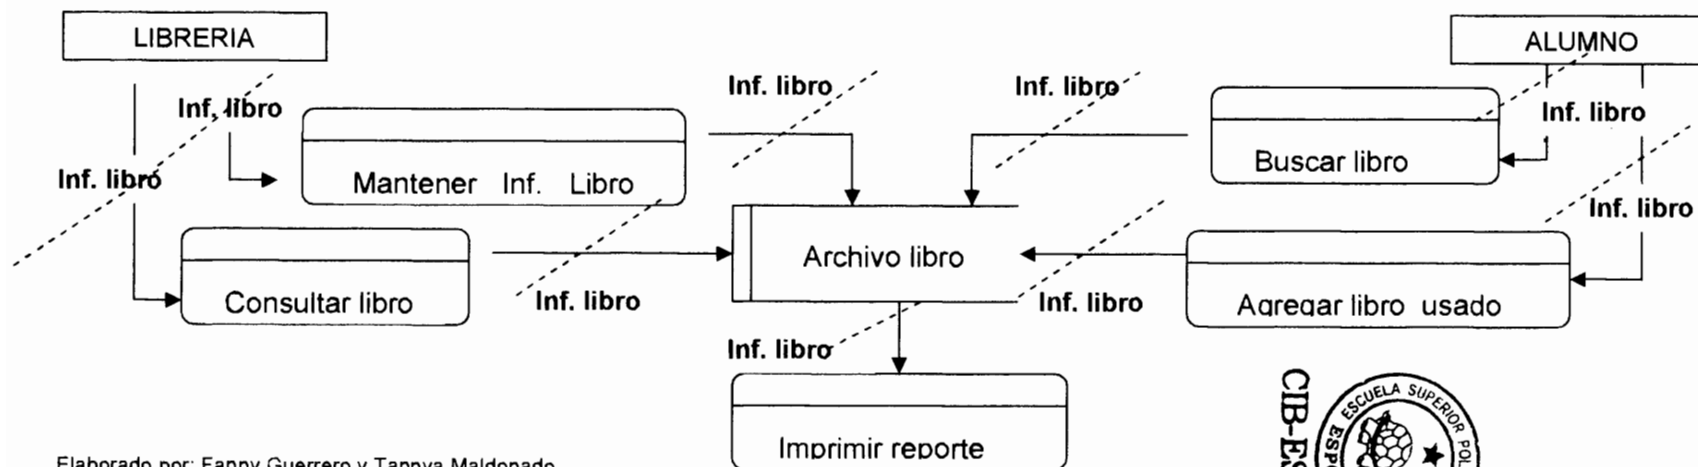 LIBRERIA
ALUMNO
Inf. libro
Inf. libro
Inf. libro
Inf. libro
Mantener Inf. Libro
Buscar libro
Inf. libro
Inf. libro
Archivo libro
Consultar libro
Inf. libro
Inf. libro
Agregar libro usado
Inf. libro
Imprimir reporte
Elaborado por: Fanny Guerrero y Tannya Maldonado
CIB-ES
ESCUELA SUPERIOR POL
ESP